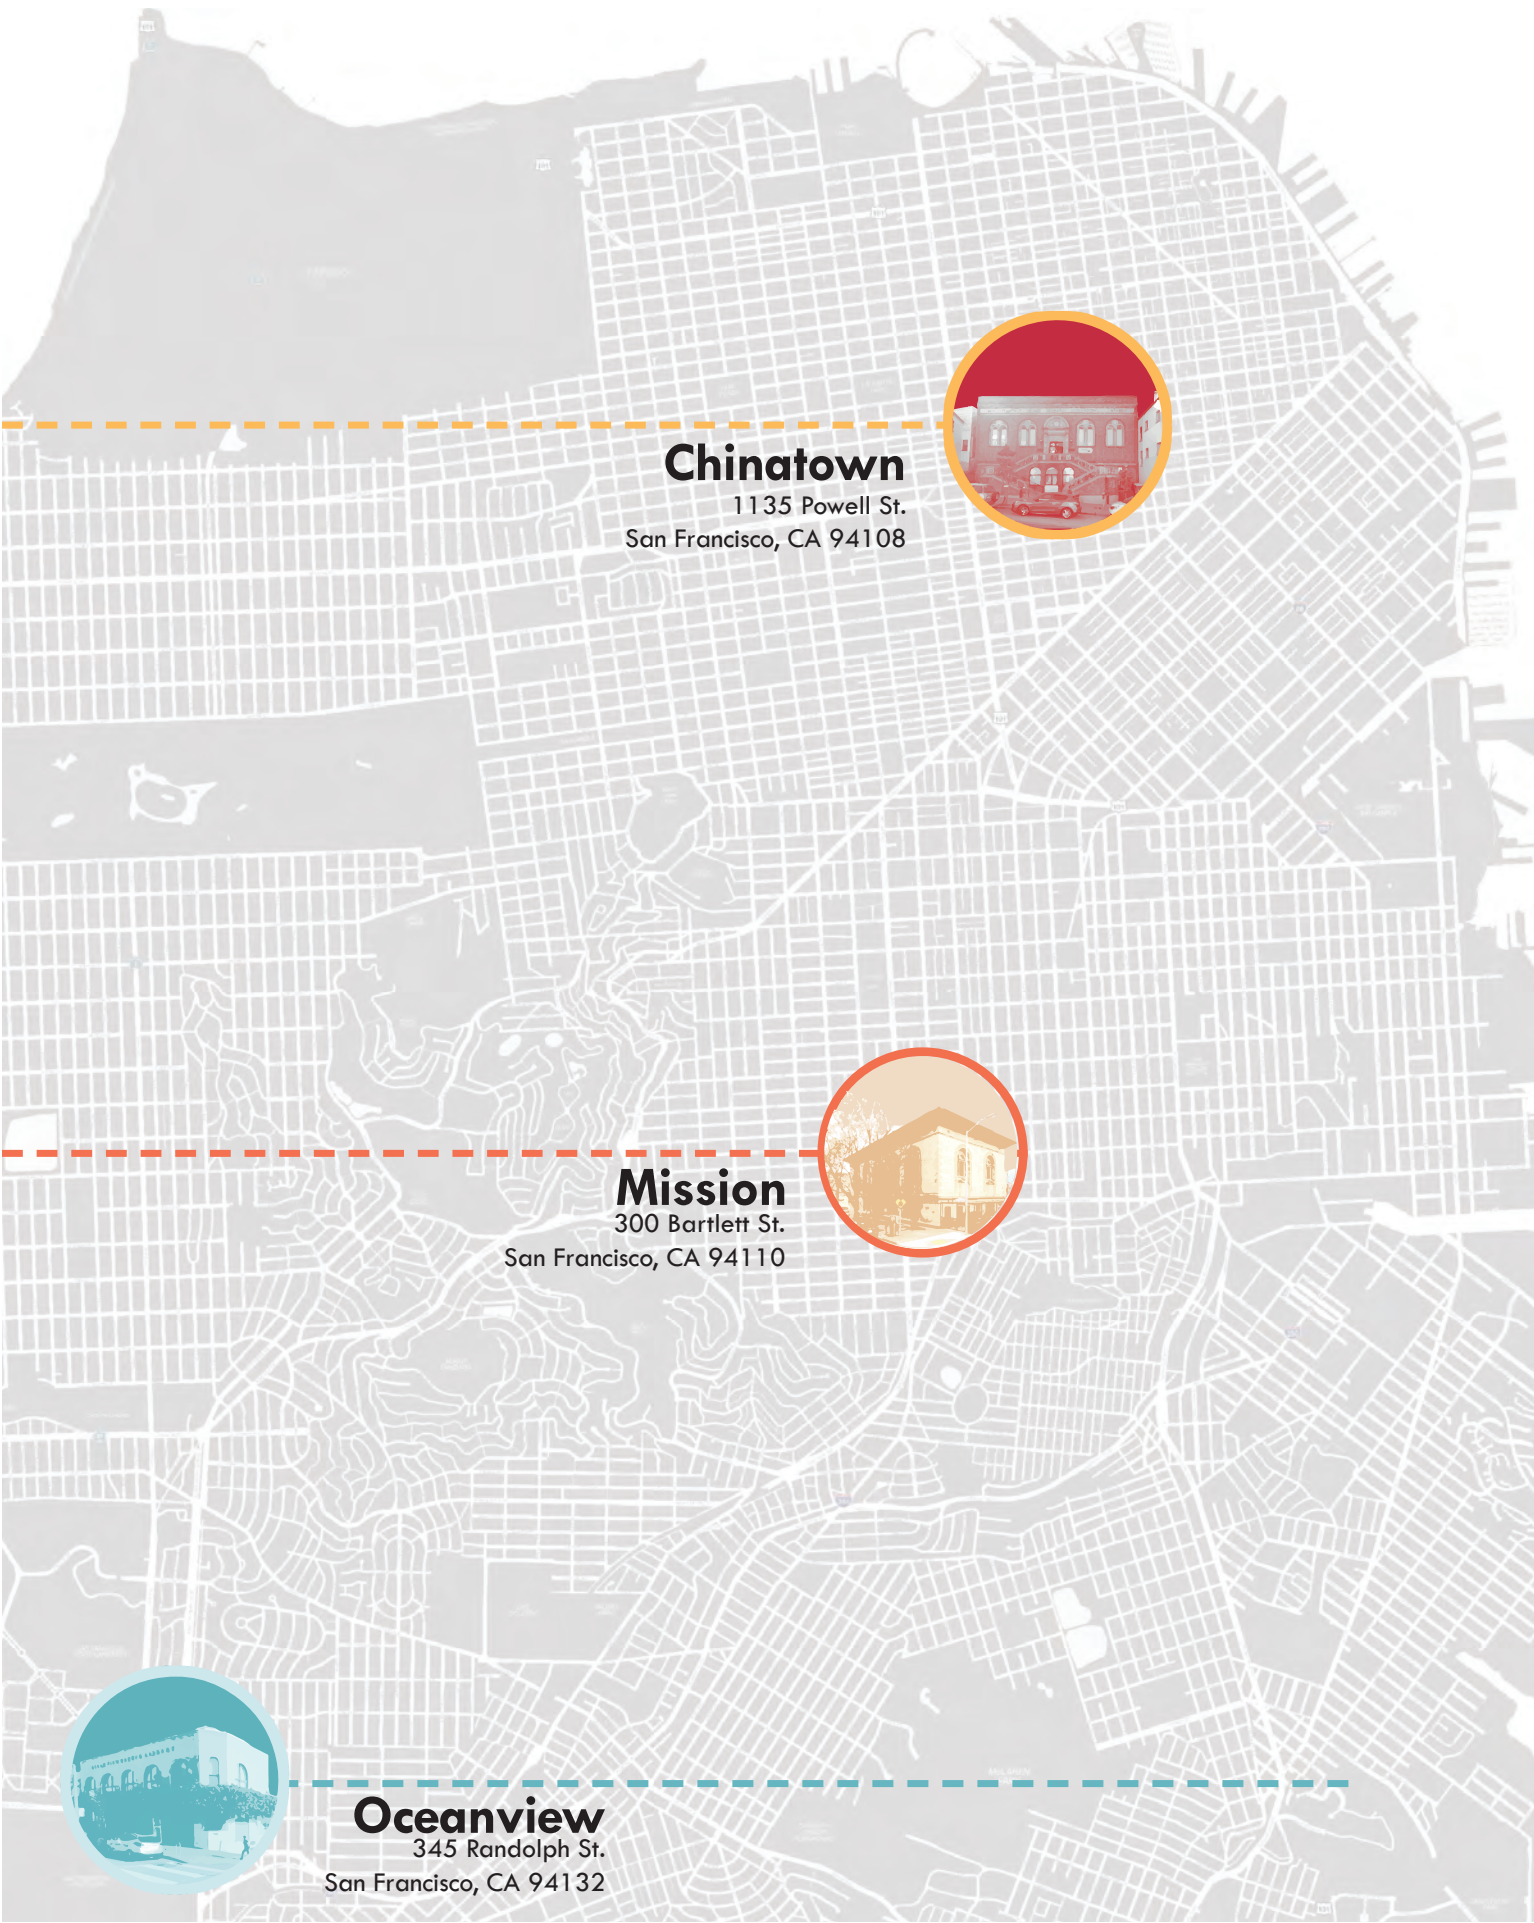 Chinatown
1135 Powell St.
San Francisco, CA 94108
Mission
300 Bartlett St.
San Francisco, CA 94110
Oceanview
345 Randolph St.
San Francisco, CA 94132